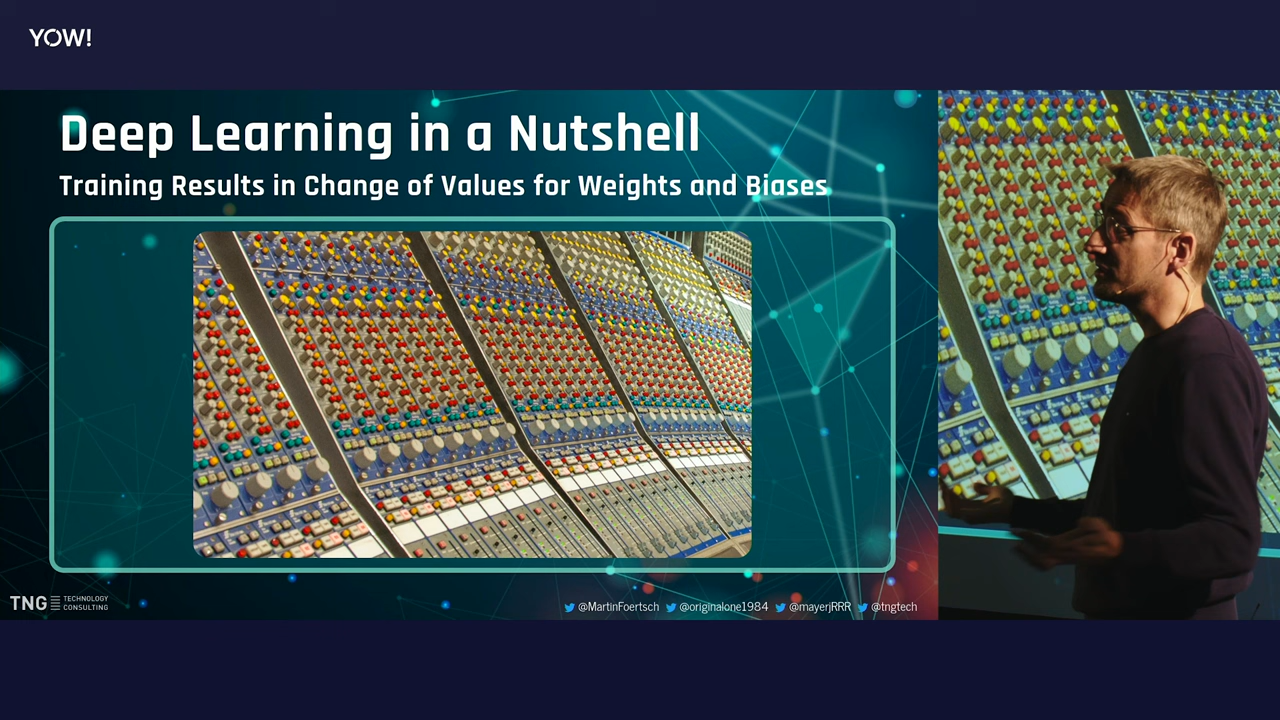 YOW!
Deep Learning in a Nutshell
Training Results in Change of Values for Weights and Biases
TNG TECHNOLOGY
CONSULTING
@MartinFoertsch @originalone1984 @mayerjRRR @tngtech